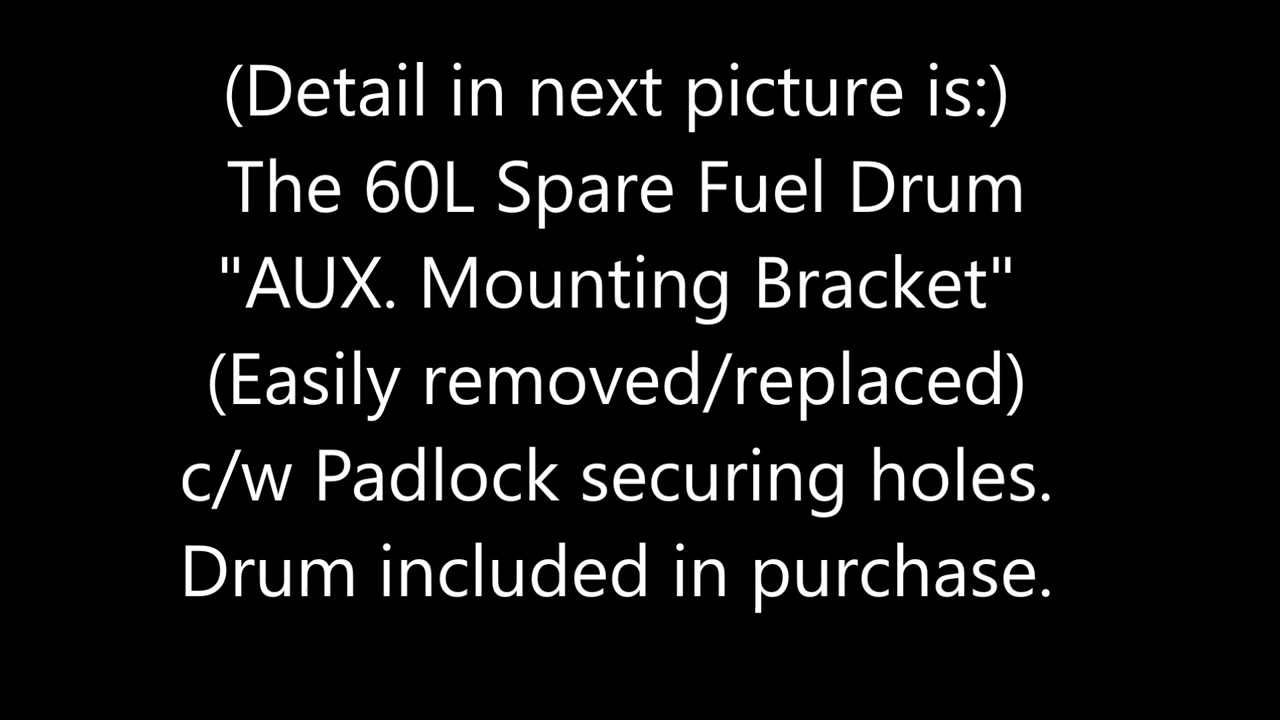 (Detail in next picture is:)
The 60L Spare Fuel Drum
"AUX. Mounting Bracket"
(Easily removed/replaced)
c/w Padlock securing holes.
Drum included in purchase.